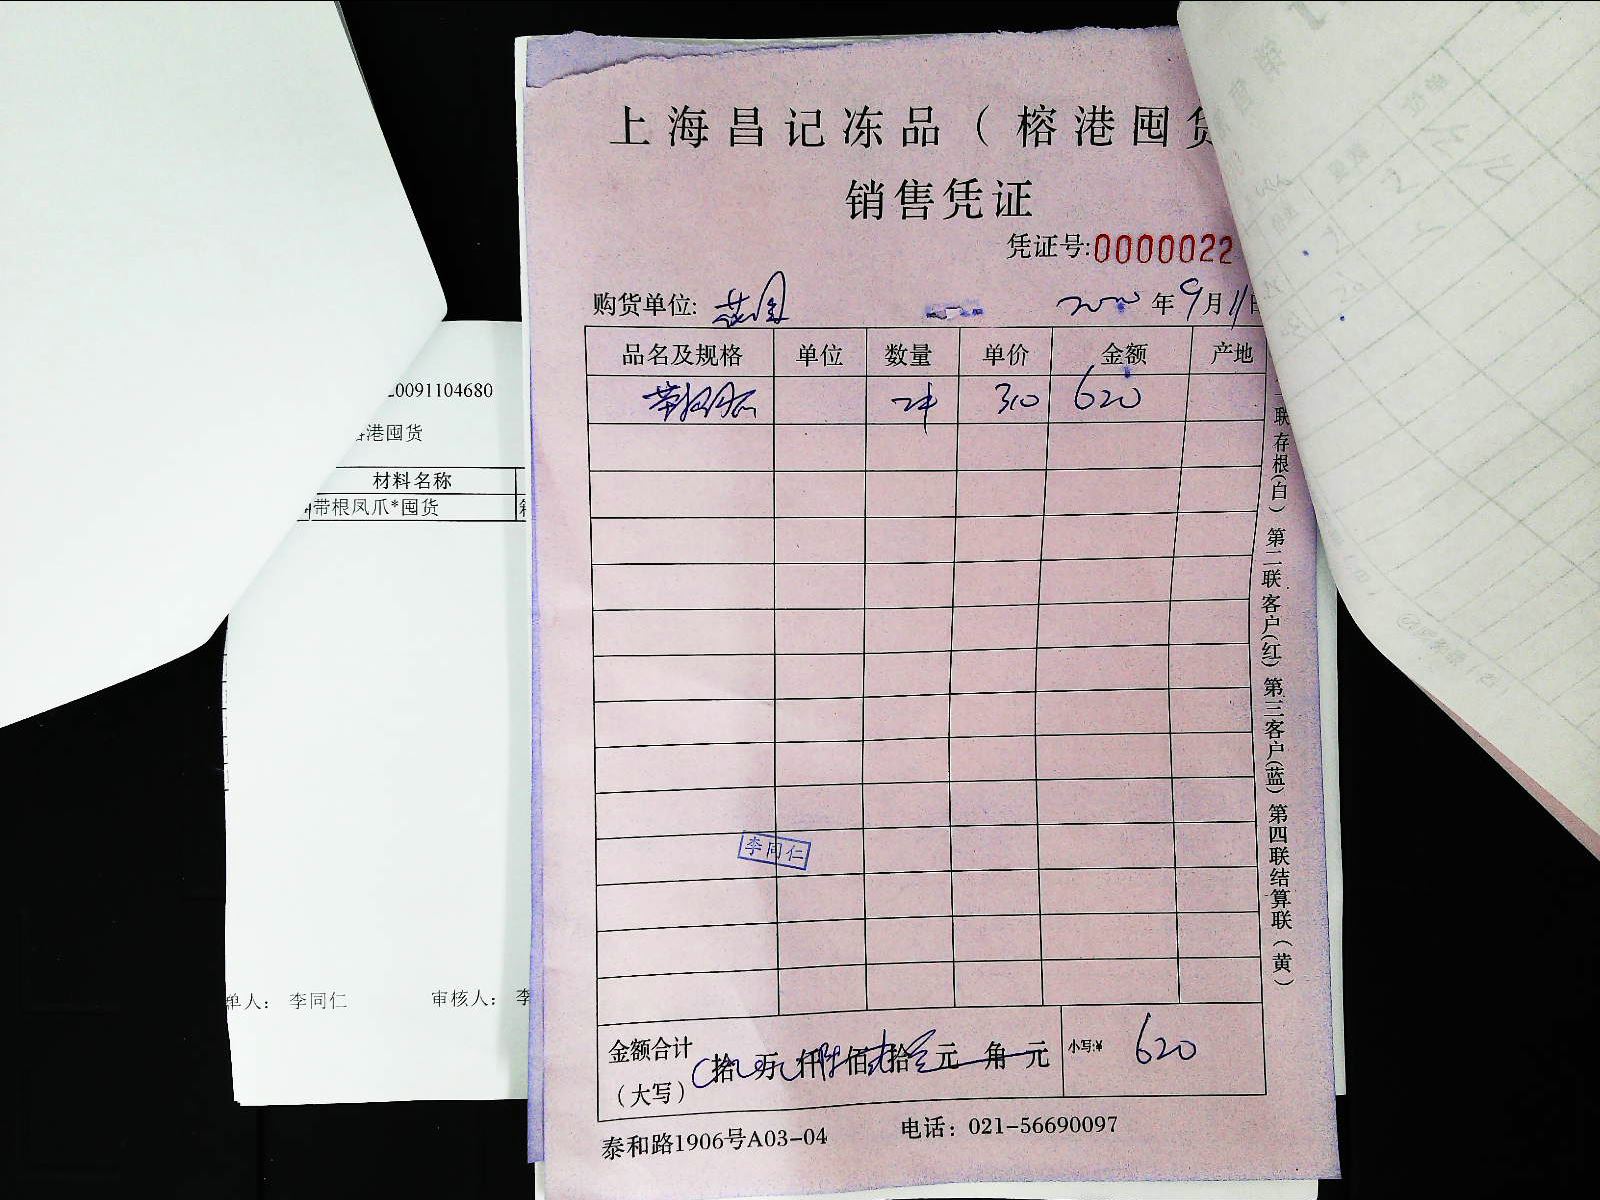 上海昌记冻品（榕港囤货
销售凭证
凭证号:0000022
购货单位:
年9月11日
品名及规格 单位 数量 单价 金额 产地
2件 310 620
联存根(白) 第二联客户(红) 第三客户(蓝) 第四联结算联(黄)
李同仁
金额合计 拾 万 仟 佰 拾 元 角 元 小写:¥ 620
（大写）
泰和路1906号A03-04 电话：021-56690097
0091104680
港囤货
材料名称
带根凤爪*囤货
单人： 李同仁 审核人： 李